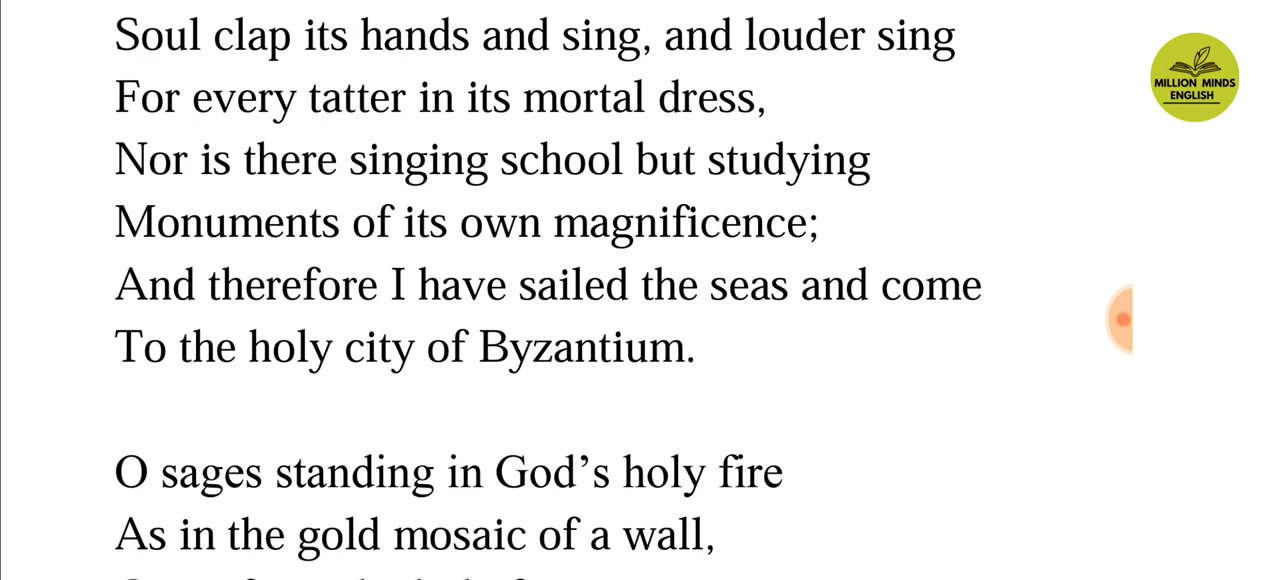 Soul clap its hands and sing, and louder sing
For every tatter in its mortal dress,
Nor is there singing school but studying
Monuments of its own magnificence;
And therefore I have sailed the seas and come
To the holy city of Byzantium.
O sages standing in God’s holy fire
As in the gold mosaic of a wall,
MILLION MINDS
ENGLISH